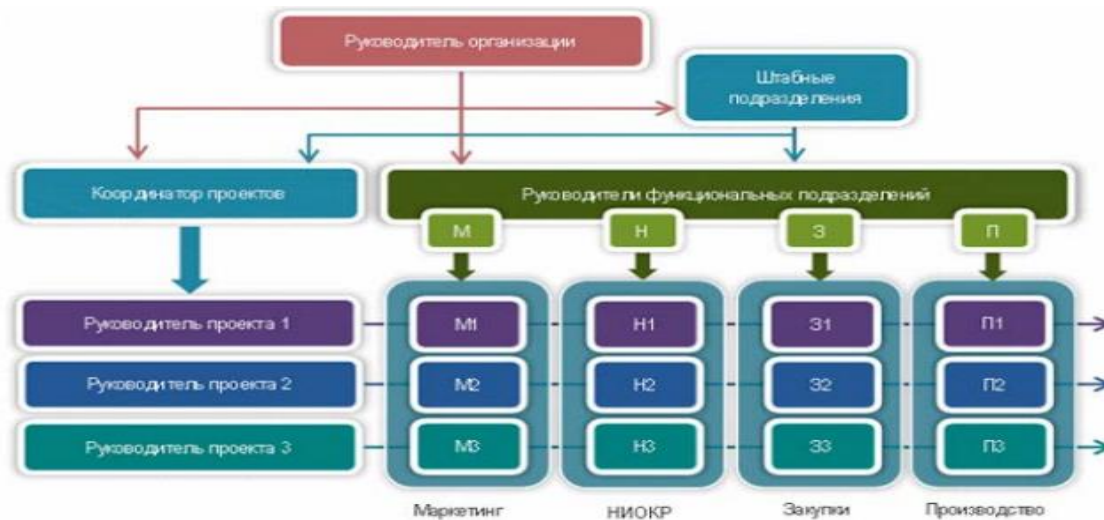 Руководитель организации
Штабные
подразделения
Координатор проектов
Руководители функциональных подразделений
М
Н
З
П
Руководитель проекта 1
М1
Н1
З1
П1
Руководитель проекта 2
М2
Н2
З2
П2
Руководитель проекта 3
М3
Н3
З3
П3
Маркетинг
НИОКР
Закупки
Производство